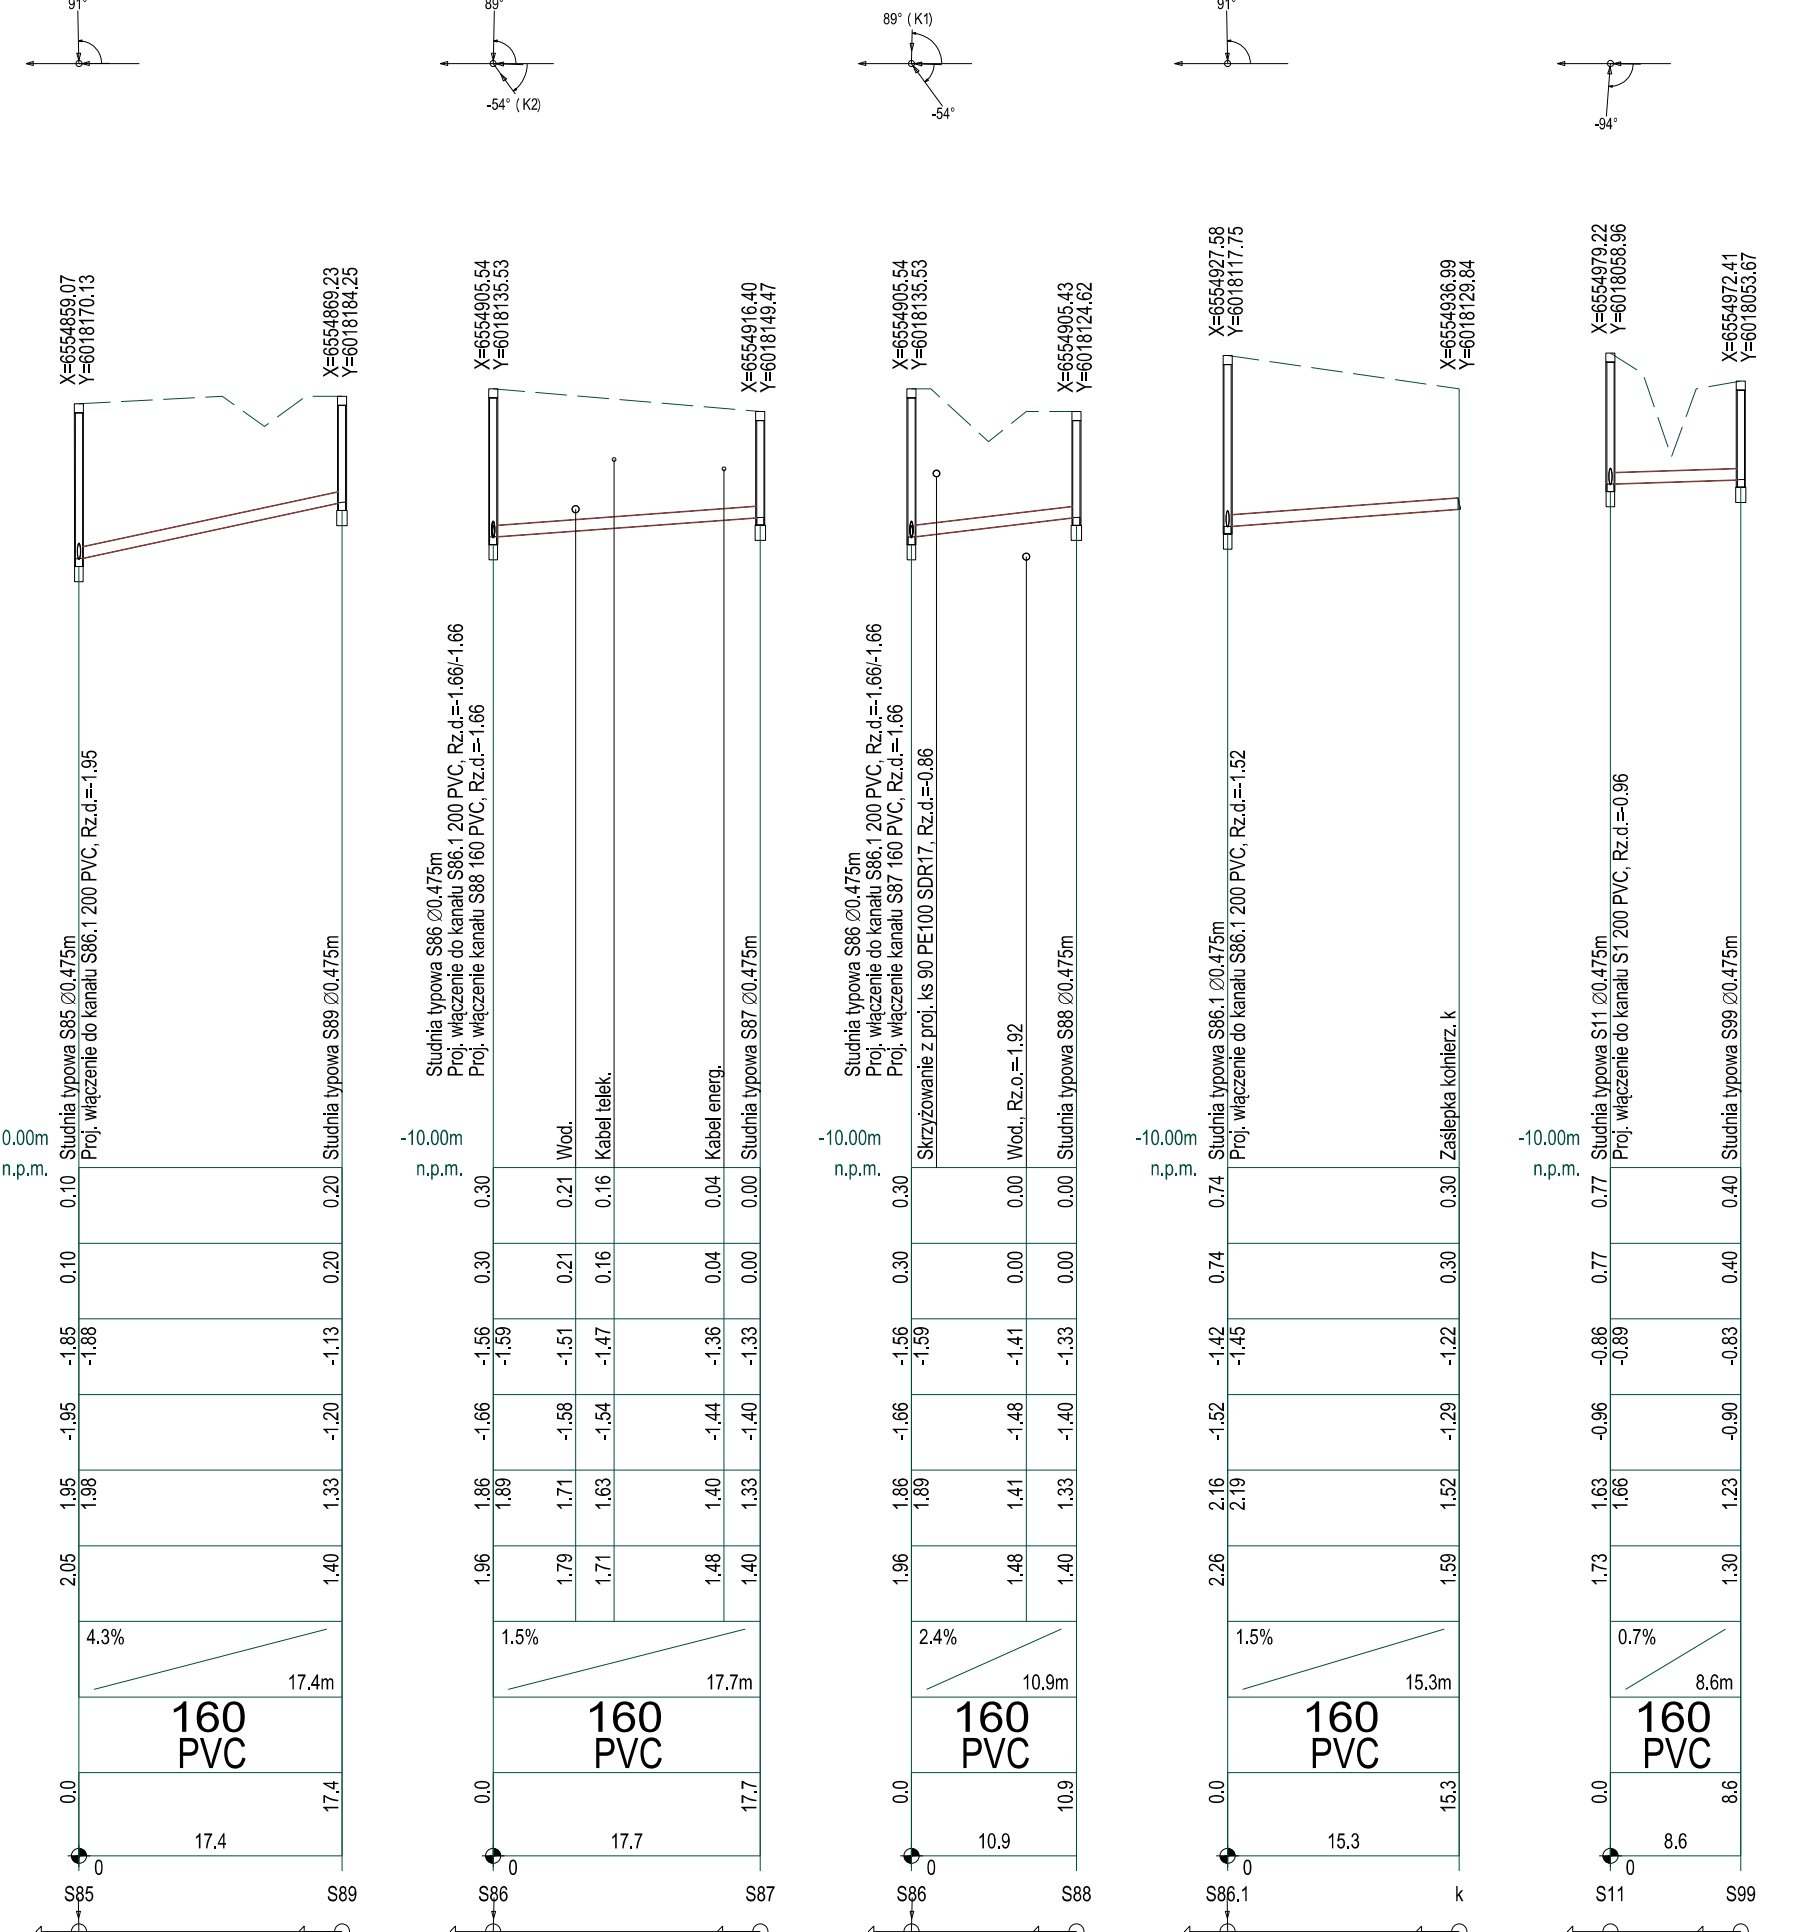 91°
89°
-54° ( K2)
89° ( K1)
-54°
91°
-94°
X=6554859.07
Y=6018170.13
X=6554869.23
Y=6018184.25
X=6554905.54
Y=6018135.53
X=6554916.40
Y=6018149.47
X=6554905.54
Y=6018135.53
X=6554905.43
Y=6018124.62
X=6554927.58
Y=6018117.75
X=6554936.99
Y=6018129.84
X=6554979.22
Y=6018058.96
X=6554972.41
Y=6018053.67
0.00m
n.p.m.
Studnia typowa S85 ∅0.475m
Proj. włączenie do kanału S86.1 200 PVC, Rz.d.=-1.95
Studnia typowa S89 ∅0.475m
-10.00m
n.p.m.
Studnia typowa S86 ∅0.475m
Proj. włączenie do kanału S86.1 200 PVC, Rz.d.=-1.66/-1.66
Proj. włączenie kanału S88 160 PVC, Rz.d.=-1.66
Wod.
Kabel telek.
Kabel energ.
Studnia typowa S87 ∅0.475m
-10.00m
n.p.m.
Studnia typowa S86 ∅0.475m
Proj. włączenie do kanału S86.1 200 PVC, Rz.d.=-1.66/-1.66
Proj. włączenie kanału S87 160 PVC, Rz.d.=-1.66
Skrzyżowanie z proj. ks 90 PE100 SDR17, Rz.d.=-0.86
Wod., Rz.o.=-1.92
Studnia typowa S88 ∅0.475m
-10.00m
n.p.m.
Studnia typowa S86.1 ∅0.475m
Proj. włączenie do kanału S86.1 200 PVC, Rz.d.=-1.52
Zaślepka kołnierz. k
-10.00m
n.p.m.
Studnia typowa S11 ∅0.475m
Proj. włączenie do kanału S1 200 PVC, Rz.d.=-0.96
Studnia typowa S99 ∅0.475m
0.10 0.20 0.30 0.21 0.16 0.04 0.00 0.30 0.00 0.00 0.74 0.30 0.77 0.40
0.10 0.20 0.30 0.21 0.16 0.04 0.00 0.30 0.00 0.00 0.74 0.30 0.77 0.40
-1.85 -1.88 -1.13 -1.56 -1.59 -1.51 -1.47 -1.36 -1.33 -1.56 -1.59 -1.41 -1.33 -1.42 -1.45 -1.22 -0.86 -0.89 -0.83
-1.95 -1.20 -1.66 -1.58 -1.54 -1.44 -1.40 -1.66 -1.48 -1.40 -1.52 -1.29 -0.96 -0.90
1.95 1.98 1.33 1.86 1.89 1.71 1.63 1.40 1.33 1.86 1.89 1.41 1.33 2.16 2.19 1.52 1.63 1.66 1.23
2.05 1.40 1.96 1.79 1.71 1.48 1.40 1.96 1.48 1.40 2.26 1.59 1.73 1.30
4.3% 1.5% 2.4% 1.5% 0.7%
17.4m 17.7m 10.9m 15.3m 8.6m
160 160 160 160 160
PVC PVC PVC PVC PVC
0.0 17.4 0.0 17.7 0.0 10.9 0.0 15.3 0.0 8.6
17.4 17.7 10.9 15.3 8.6
0 0 0 0 0
S85 S89 S86 S87 S86 S88 S86.1 k S11 S99